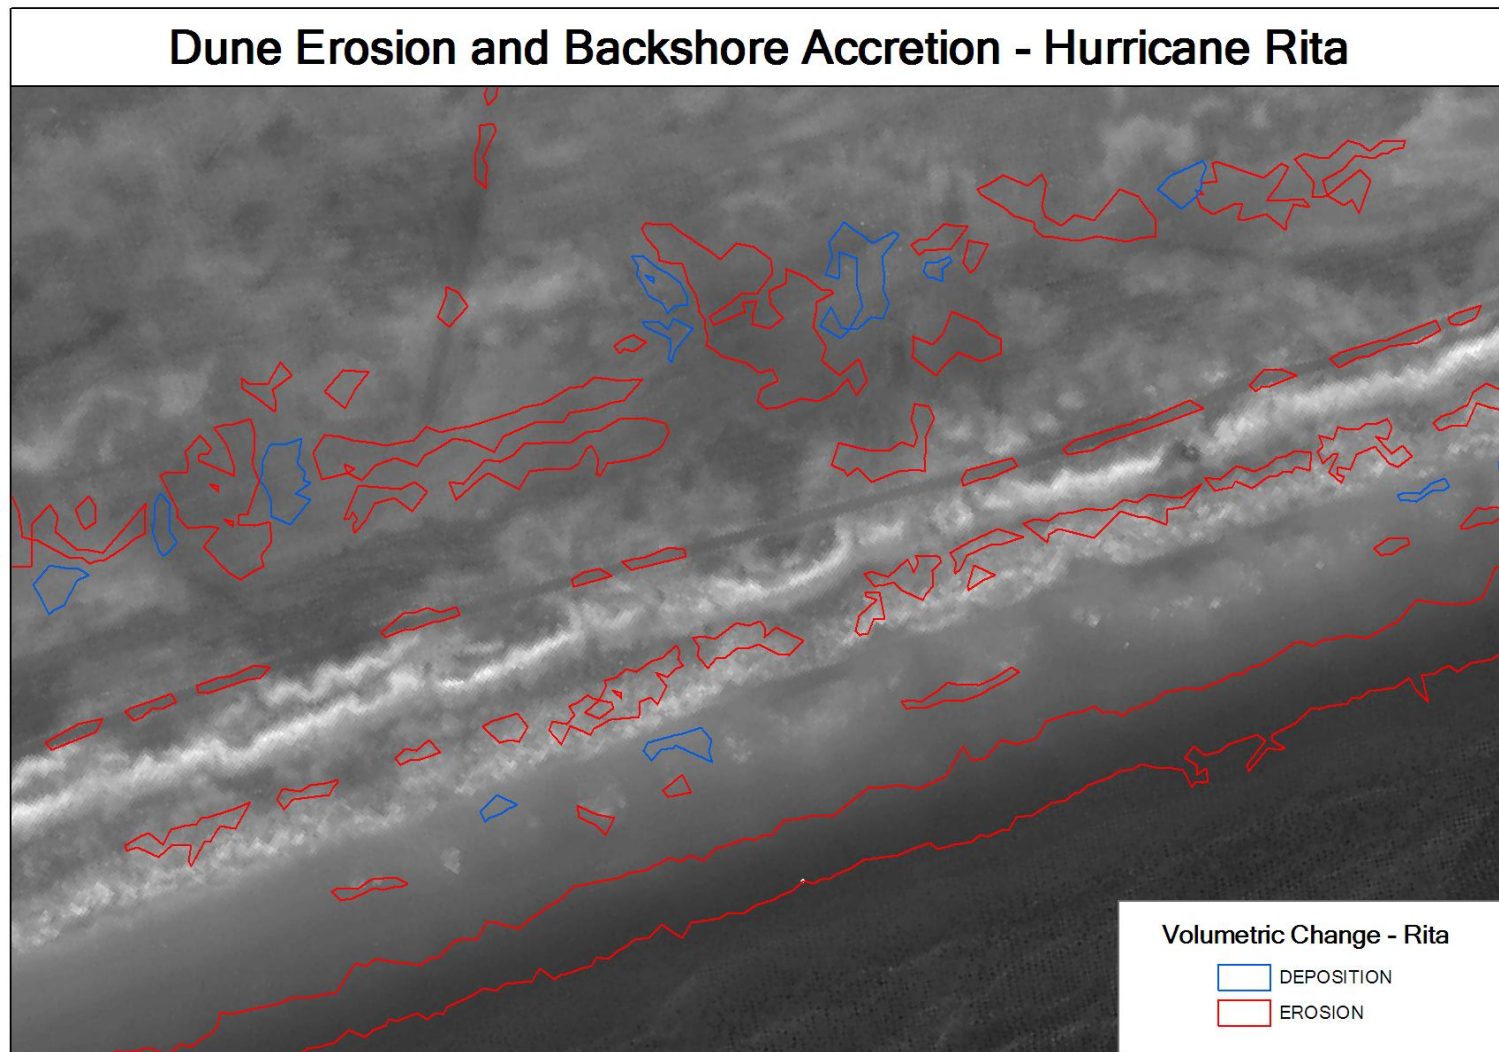 Dune Erosion and Backshore Accretion - Hurricane Rita
Volumetric Change - Rita
DEPOSITION
EROSION